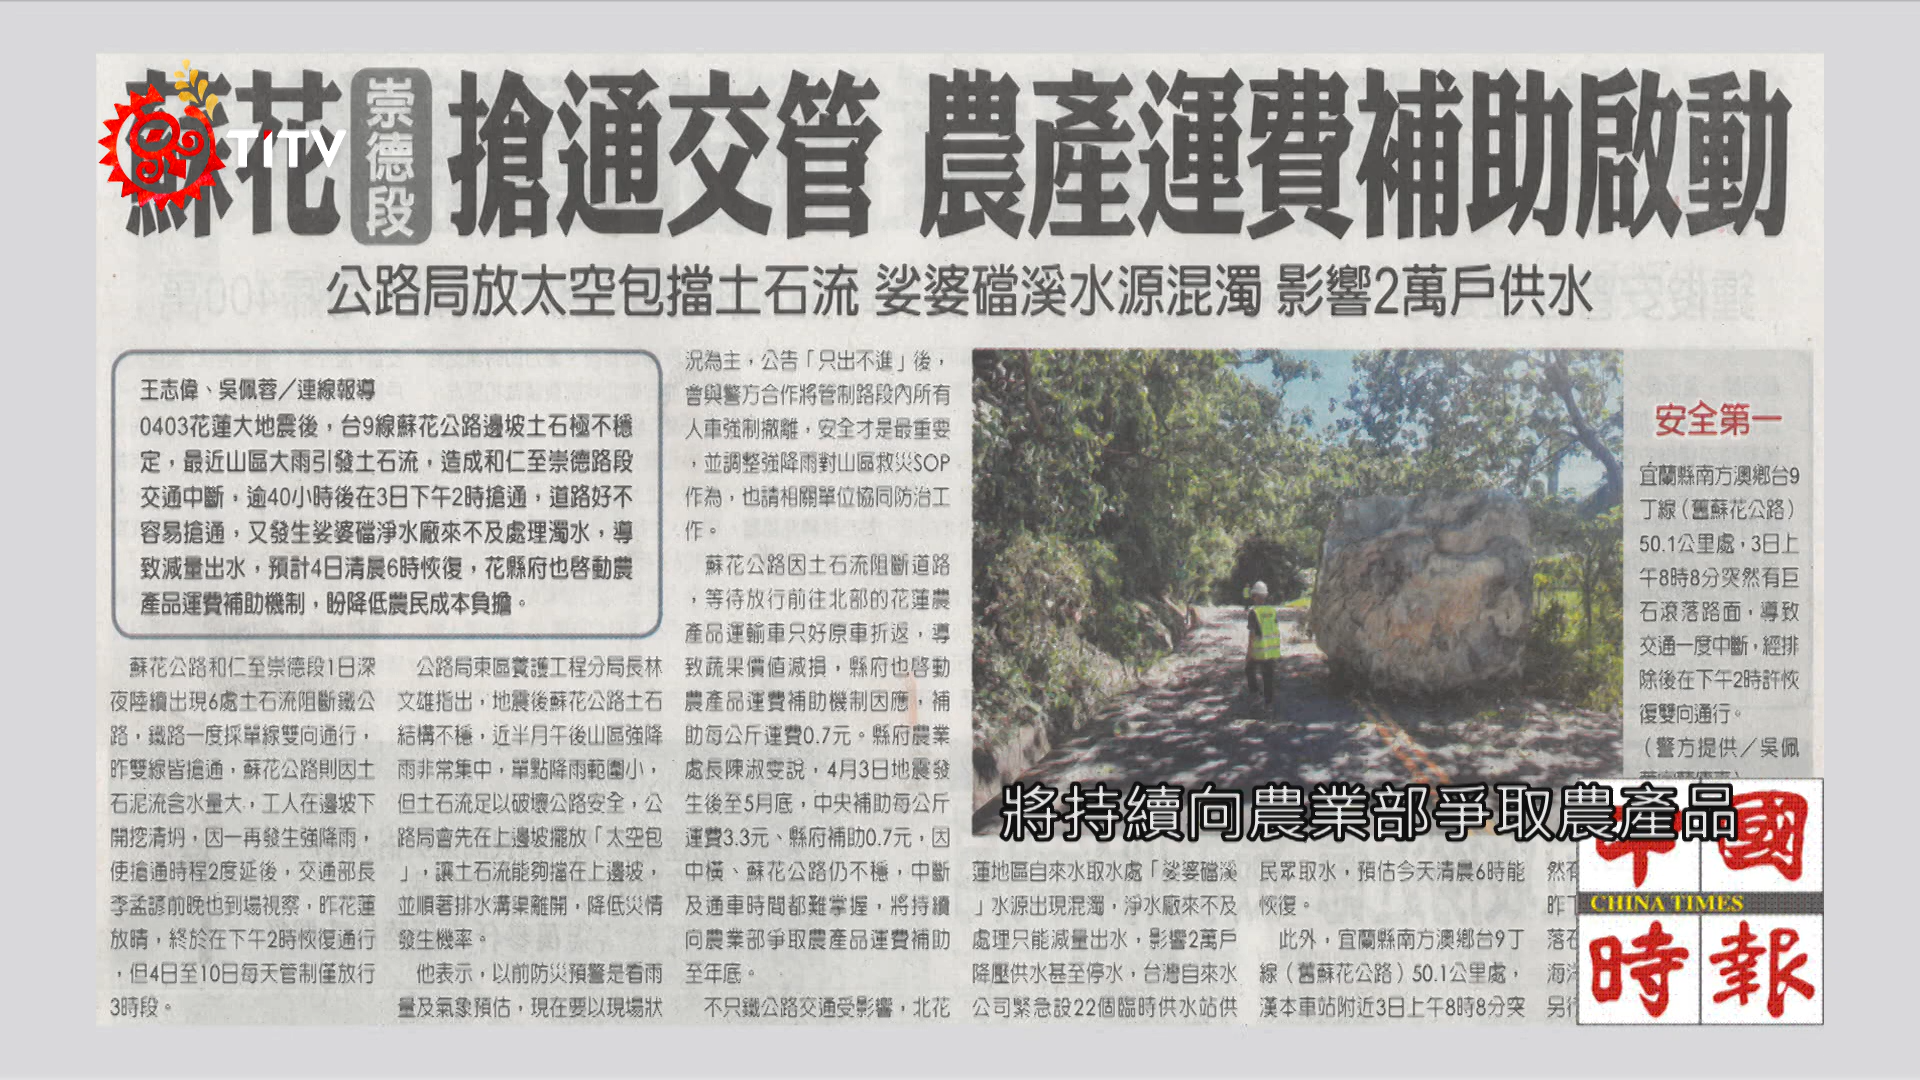 蘇花崇德段搶通交管 農產運費補助啟動
TITV
公路局放太空包擋土石流 娑婆礑溪水源混濁 影響2萬戶供水
王志偉、吳佩蓉／連線報導
0403花蓮大地震後，台9線蘇花公路邊坡土石極不穩
定，最近山區大雨引發土石流，造成和仁至崇德路段
交通中斷，逾40小時後在3日下午2時搶通，道路好不
容易搶通，又發生娑婆礑淨水廠來不及處理濁水，導
致減量出水，預計4日清晨6時恢復，花縣府也啓動農
產品運費補助機制，盼降低農民成本負擔。
蘇花公路和仁至崇德段1日深
夜陸續出現6處土石流阻斷鐵公
路，鐵路一度採單線雙向通行，
昨雙線皆搶通，蘇花公路則因土
石泥流含水量大，工人在邊坡下
開挖清坍，因一再發生強降雨，
使搶通時程2度延後，交通部長
李孟諺前晚也到場視察，昨花蓮
放晴，終於在下午2時恢復通行
，但4日至10日每天管制僅放行
3時段。
公路局東區養護工程分局長林
文雄指出，地震後蘇花公路土石
結構不穩，近半月午後山區強降
雨非常集中，單點降雨範圍小，
但土石流足以破壞公路安全，公
路局會先在上邊坡擺放「太空包
」，讓土石流能夠擋在上邊坡，
並順著排水溝渠離開，降低災情
發生機率。
他表示，以前防災預警是看雨
量及氣象預估，現在要以現場狀
況為主，公告「只出不進」後，
會與警方合作將管制路段內所有
人車強制撤離，安全才是最重要
，並調整強降雨對山區救災SOP
作為，也請相關單位協同防治工
作。
蘇花公路因土石流阻斷道路
，等待放行前往北部的花蓮農
產品運輸車只好原車折返，導
致蔬果價值減損，縣府也啓動
農產品運費補助機制因應，補
助每公斤運費0.7元。縣府農業
處長陳淑雯說，4月3日地震發
生後至5月底，中央補助每公斤
運費3.3元、縣府補助0.7元，因
中橫、蘇花公路仍不穩，中斷
及通車時間都難掌握，將持續
向農業部爭取農產品運費補助
至年底。
不只鐵公路交通受影響，北花
蓮地區自來水取水處「娑婆礑溪
」水源出現混濁，淨水廠來不及
處理只能減量出水，影響2萬戶
降壓供水甚至停水，台灣自來水
公司緊急設22個臨時供水站供
民眾取水，預估今天清晨6時能
恢復。
此外，宜蘭縣南方澳鄉台9丁
線（舊蘇花公路）50.1公里處，
漢本車站附近3日上午8時8分突
然有
昨下
落石
海
另
安全第一
宜蘭縣南方澳鄉台9
丁線（舊蘇花公路）
50.1公里處，3日上
午8時8分突然有巨
石滾落路面，導致
交通一度中斷，經排
除後在下午2時許恢
復雙向通行。
（警方提供／吳佩
將持續向農業部爭取農產品
中國
CHINA TIMES
時報